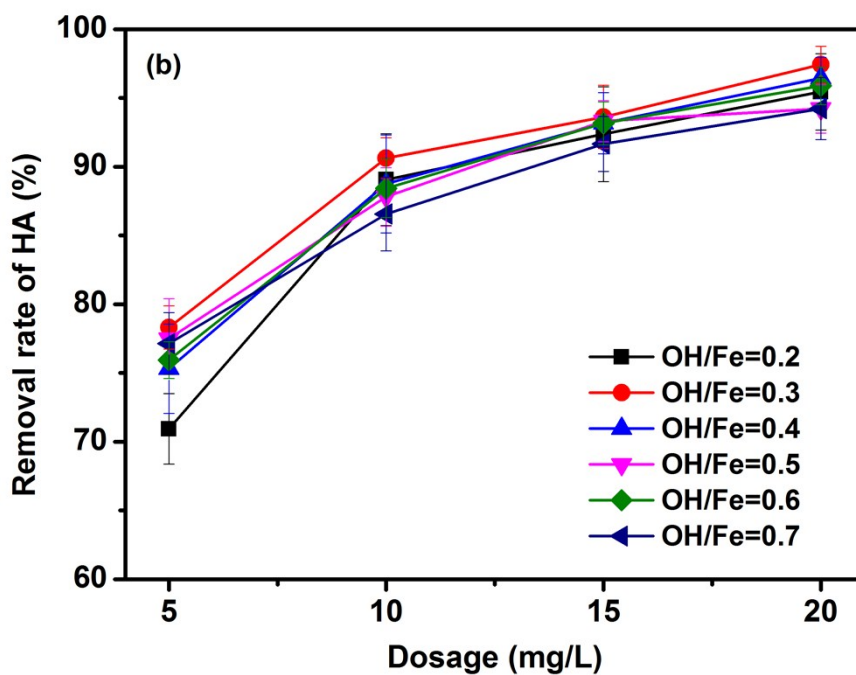 (b)
Removal rate of HA (%)
100
90
80
70
60
OH/Fe=0.2
OH/Fe=0.3
OH/Fe=0.4
OH/Fe=0.5
OH/Fe=0.6
OH/Fe=0.7
5 10 15 20
Dosage (mg/L)